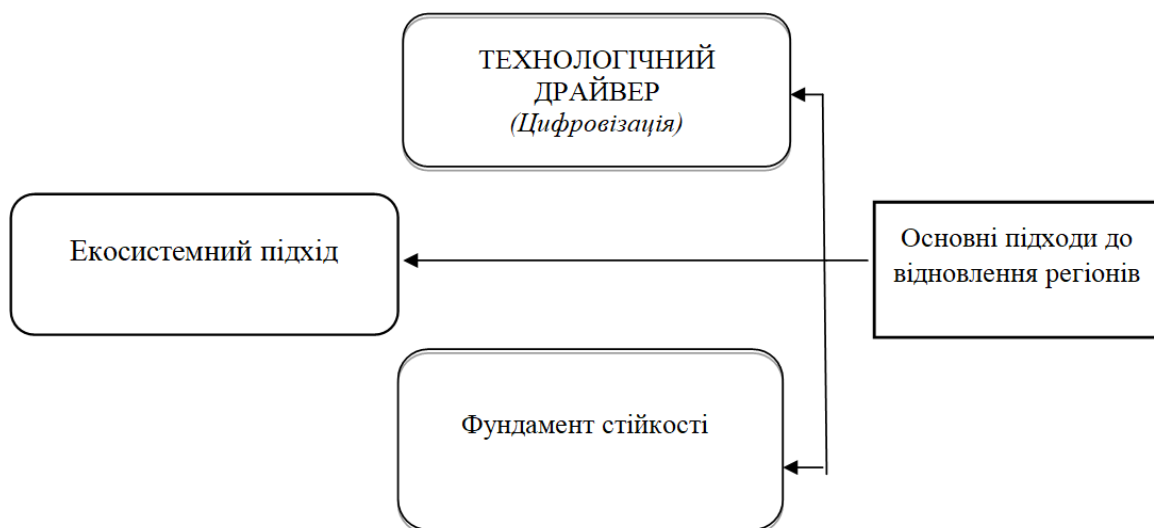 ТЕХНОЛОГІЧНИЙ
ДРАЙВЕР
(Цифровізація)
Екосистемний підхід
Основні підходи до
відновлення регіонів
Фундамент стійкості